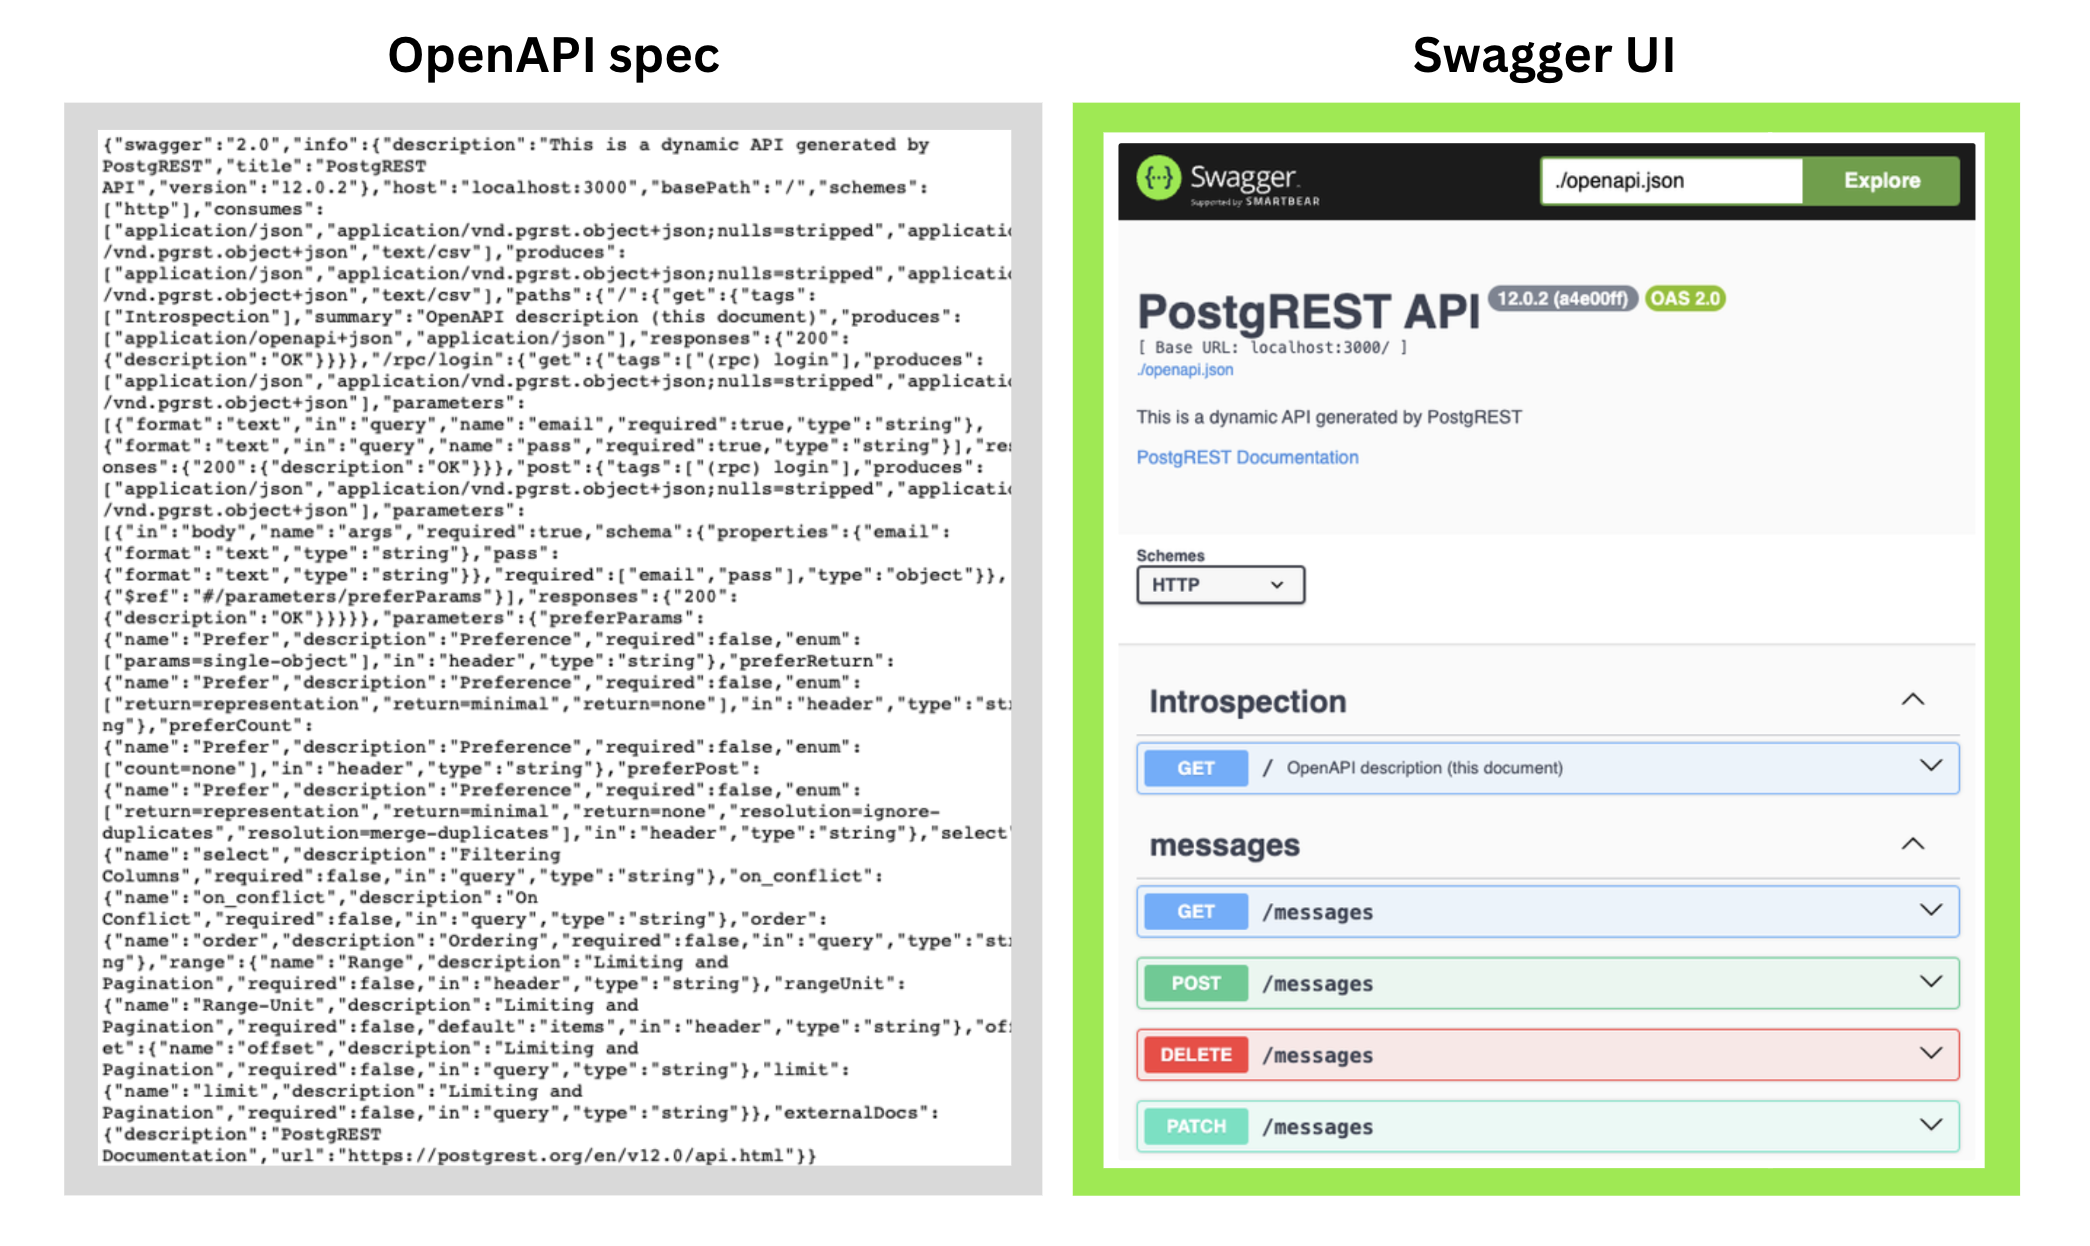 OpenAPI spec
{"swagger":"2.0","info":{"description":"This is a dynamic API generated by
PostgREST","title":"PostgREST
API","version":"12.0.2"},"host":"localhost:3000","basePath":"/","schemes":
["http"],"consumes":
["application/json","application/vnd.pgrst.object+json;nulls=stripped","applicatio
/vnd.pgrst.object+json","text/csv"],"produces":
["application/json","application/vnd.pgrst.object+json;nulls=stripped","applicatio
/vnd.pgrst.object+json","text/csv"],"paths":{"/":{"get":{"tags":
["Introspection"],"summary":"OpenAPI description (this document)","produces":
["application/openapi+json","application/json"],"responses":{"200":
{"description":"OK"}}}},"/rpc/login":{"get":{"tags":["(rpc) login"],"produces":
["application/json","application/vnd.pgrst.object+json;nulls=stripped","applicatio
/vnd.pgrst.object+json"],"parameters":
[{"format":"text","in":"query","name":"email","required":true,"type":"string"},
{"format":"text","in":"query","name":"pass","required":true,"type":"string"}],"res
onses":{"200":{"description":"OK"}}},"post":{"tags":["(rpc) login"],"produces":
["application/json","application/vnd.pgrst.object+json;nulls=stripped","applicatio
/vnd.pgrst.object+json"],"parameters":
[{"in":"body","name":"args","required":true,"schema":{"properties":{"email":
{"format":"text","type":"string"},"pass":
{"format":"text","type":"string"}},"required":["email","pass"],"type":"object"}},
{"$ref":"#/parameters/preferParams"}],"responses":{"200":
{"description":"OK"}}}}},"parameters":{"preferParams":
{"name":"Prefer","description":"Preference","required":false,"enum":
["params=single-object"],"in":"header","type":"string"},"preferReturn":
{"name":"Prefer","description":"Preference","required":false,"enum":
["return=representation","return=minimal","return=none"],"in":"header","type":"stri
ng"},"preferCount":
{"name":"Prefer","description":"Preference","required":false,"enum":
["count=none"],"in":"header","type":"string"},"preferPost":
{"name":"Prefer","description":"Preference","required":false,"enum":
["return=representation","return=minimal","return=none","resolution=ignore-
duplicates","resolution=merge-duplicates"],"in":"header","type":"string"},"select"
{"name":"select","description":"Filtering
Columns","required":false,"in":"query","type":"string"},"on_conflict":
{"name":"on_conflict","description":"On
Conflict","required":false,"in":"query","type":"string"},"order":
{"name":"order","description":"Ordering","required":false,"in":"query","type":"stri
ng"},"range":{"name":"Range","description":"Limiting and
Pagination","required":false,"in":"header","type":"string"},"rangeUnit":
{"name":"Range-Unit","description":"Limiting and
Pagination","required":false,"default":"items","in":"header","type":"string"},"offs
et":{"name":"offset","description":"Limiting and
Pagination","required":false,"in":"query","type":"string"},"limit":
{"name":"limit","description":"Limiting and
Pagination","required":false,"in":"query","type":"string"}},"externalDocs":
{"description":"PostgREST
Documentation","url":"https://postgrest.org/en/v12.0/api.html"}}
Swagger UI
{··} Swagger.
Supported by SMARTBEAR
./openapi.json Explore
PostgREST API 12.0.2 (a4e00ff) OAS 2.0
[ Base URL: localhost:3000/ ]
./openapi.json
This is a dynamic API generated by PostgREST
PostgREST Documentation
Schemes
HTTP
Introspection
GET / OpenAPI description (this document)
messages
GET /messages
POST /messages
DELETE /messages
PATCH /messages